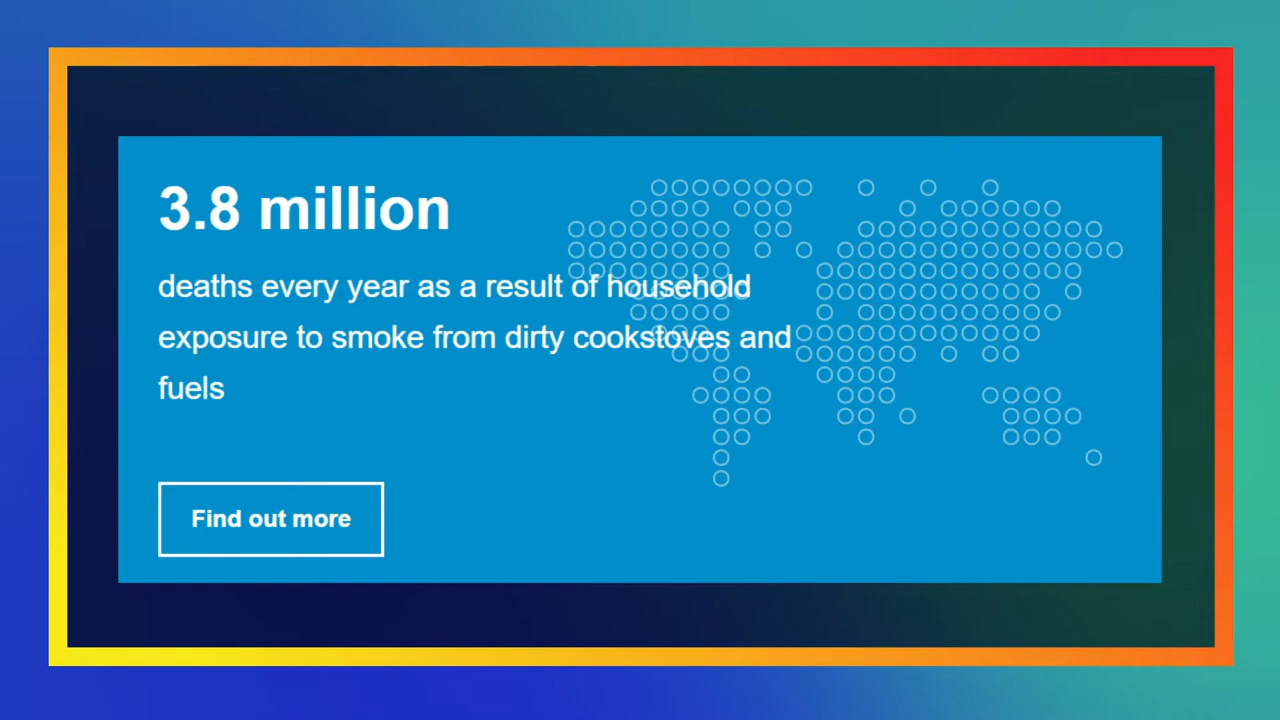 3.8 million
deaths every year as a result of household
exposure to smoke from dirty cookstoves and
fuels
Find out more